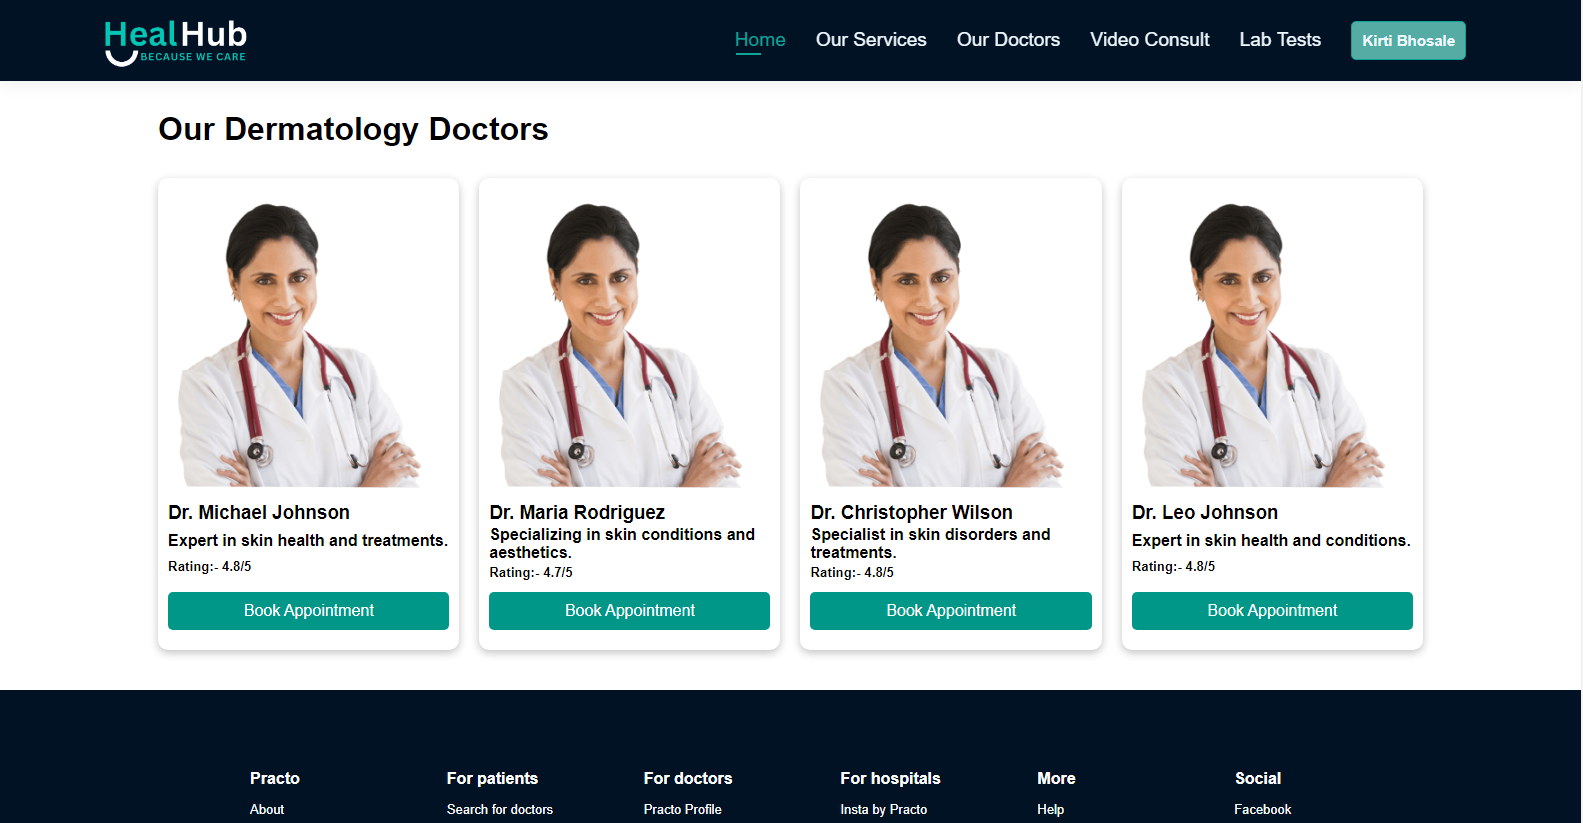 HealHub
BECAUSE WE CARE
Home Our Services Our Doctors Video Consult Lab Tests Kirti Bhosale
Our Dermatology Doctors
Dr. Michael Johnson
Expert in skin health and treatments.
Rating:- 4.8/5
Book Appointment
Dr. Maria Rodriguez
Specializing in skin conditions and
aesthetics.
Rating:- 4.7/5
Book Appointment
Dr. Christopher Wilson
Specialist in skin disorders and
treatments.
Rating:- 4.8/5
Book Appointment
Dr. Leo Johnson
Expert in skin health and conditions.
Rating:- 4.8/5
Book Appointment
Practo
About
For patients
Search for doctors
For doctors
Practo Profile
For hospitals
Insta by Practo
More
Help
Social
Facebook